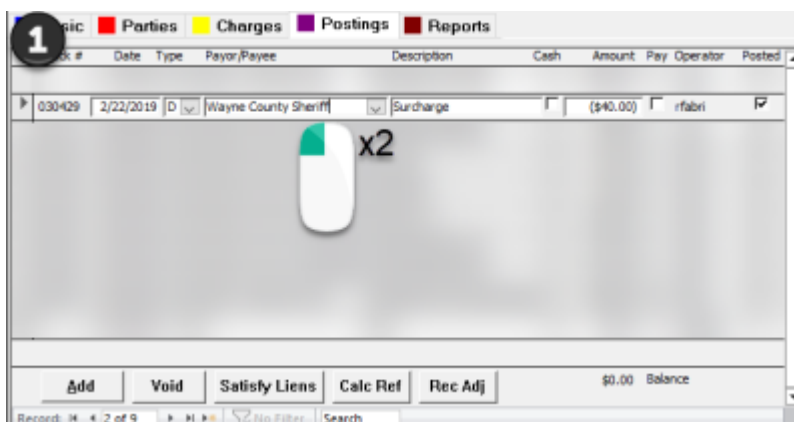 1
Parties Charges Postings Reports
Date Type Payor/Payee Description Cash Amount Pay Operator Posted
030429 2/22/2019 D Wayne County Sheriff Surcharge ($40.00) rfabri
x2
Add Void Satisfy Liens Calc Ref Rec Adj $0.00 Balance
Record: 2 of 9 No Filter Search